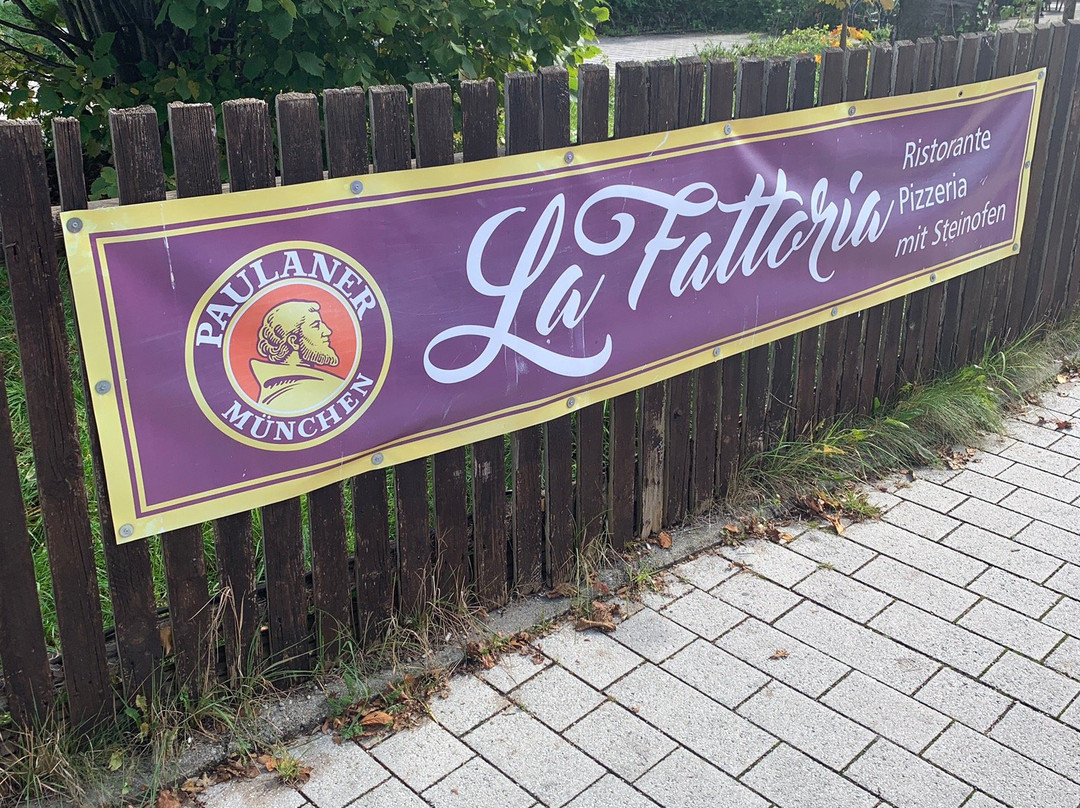 PAULANER
MÜNCHEN
La Fattoria
Ristorante
Pizzeria
mit Steinofen